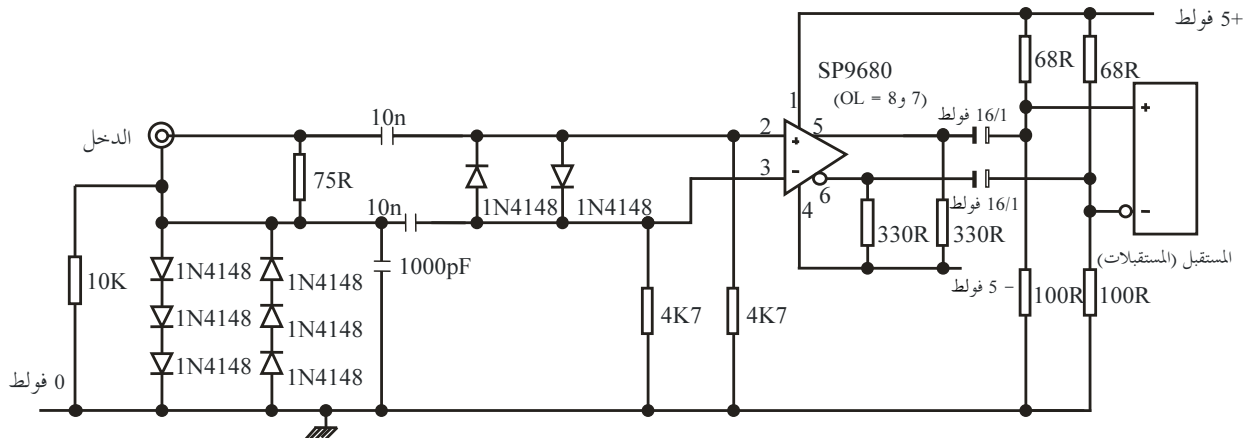 +5 فولط
68R
68R
SP9680
(OL = 8 و 7)
1
16/1 فولط
+
10n
الدخل
2
5
+
3
-
6
4
75R
10n
1N4148
1N4148
16/1 فولط
-
330R
330R
المستقبل (المستقبلات)
1000pF
1N4148
1N4148
10K
- 5 فولط
100R
100R
4K7
4K7
1N4148
1N4148
1N4148
1N4148
0 فولط